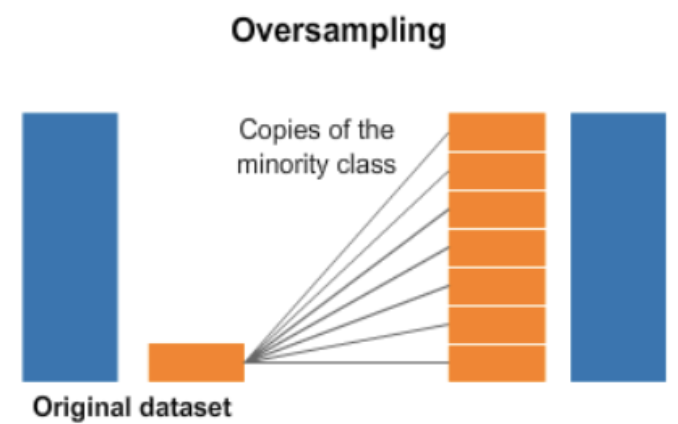 Oversampling
Copies of the
minority class
Original dataset